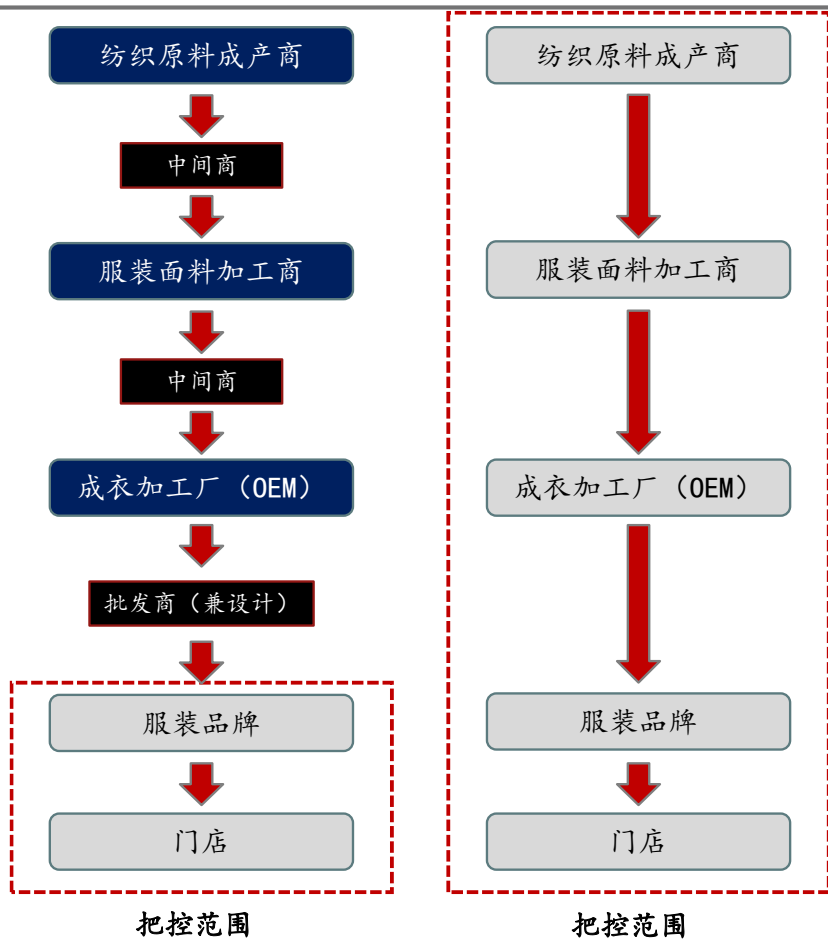 纺织原料成产商
中间商
服装面料加工商
中间商
成衣加工厂（OEM）
批发商（兼设计）
服装品牌
门店
把控范围
纺织原料成产商
服装面料加工商
成衣加工厂（OEM）
服装品牌
门店
把控范围